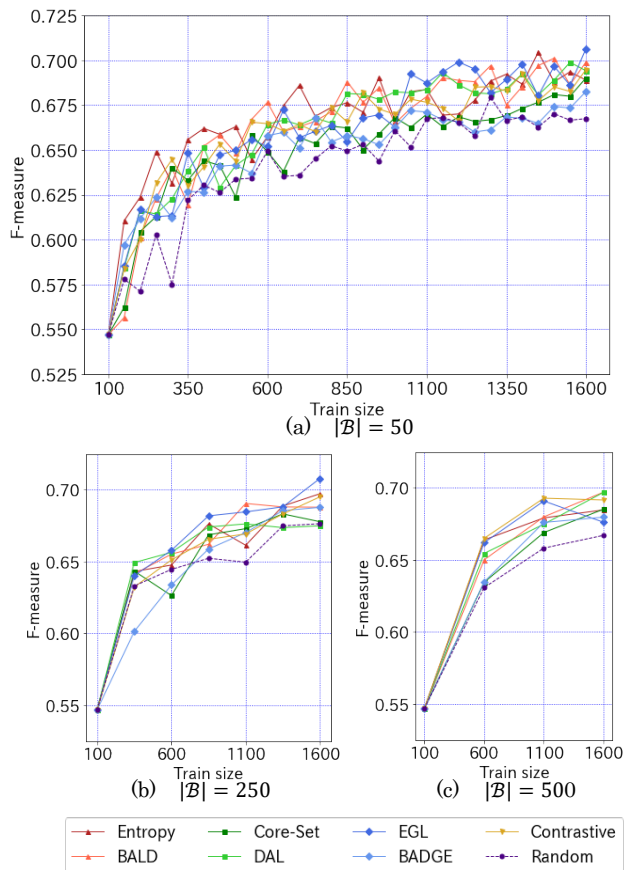 0.725
0.700
0.675
0.650
0.625
0.600
0.575
0.550
0.525
F-measure
100 350 600 850 1100 1350 1600
Train size
(a) |ℬ| = 50
0.70
0.65
0.60
0.55
F-measure
100 600 1100 1600
Train size
(b) |ℬ| = 250
0.70
0.65
0.60
0.55
F-measure
100 600 1100 1600
Train size
(c) |ℬ| = 500
Entropy Core-Set EGL Contrastive
BALD DAL BADGE Random